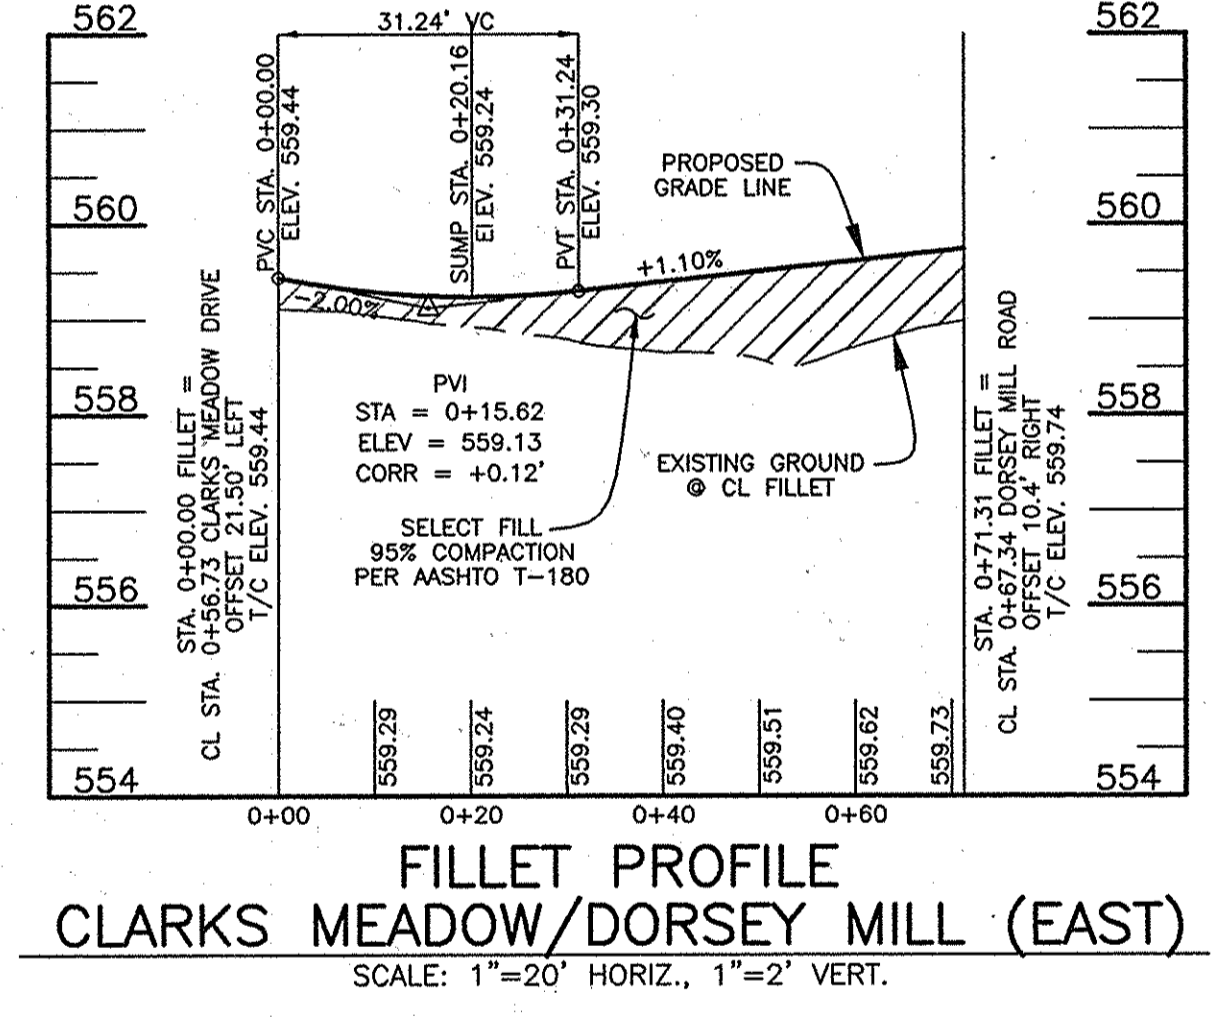 562
560
558
556
554
562
560
558
556
554
31.24' VC
PVC STA. 0+00.00
ELEV. 559.44
SUMP STA. 0+20.16
ELEV. 559.24
PVT STA. 0+31.24
ELEV. 559.30
PROPOSED
GRADE LINE
-2.00%
+1.10%
PVI
STA = 0+15.62
ELEV = 559.13
CORR = +0.12'
EXISTING GROUND
@ CL FILLET
SELECT FILL
95% COMPACTION
PER AASHTO T-180
STA. 0+00.00 FILLET =
CL STA. 0+56.73 CLARKS MEADOW DRIVE
OFFSET 21.50' LEFT
T/C ELEV. 559.44
STA. 0+71.31 FILLET =
CL STA. 0+67.34 DORSEY MILL ROAD
OFFSET 10.4' RIGHT
T/C ELEV. 559.74
559.29
559.24
559.29
559.40
559.51
559.62
559.73
0+00
0+20
0+40
0+60
FILLET PROFILE
CLARKS MEADOW/DORSEY MILL (EAST)
SCALE: 1"=20' HORIZ., 1"=2' VERT.